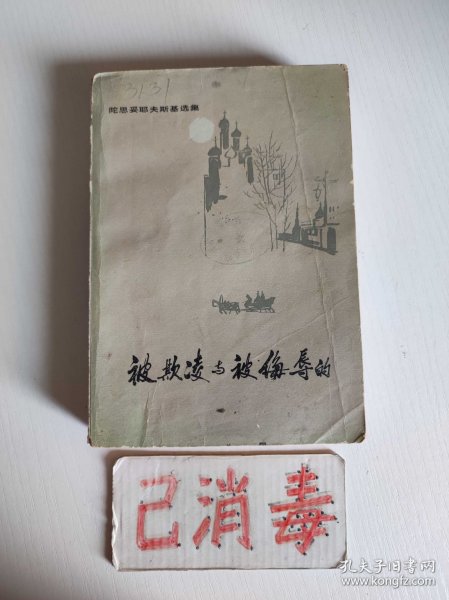 3131
陀思妥耶夫斯基选集
被欺凌与被侮辱的
己消毒
孔夫子旧书网
www.kongfz.com